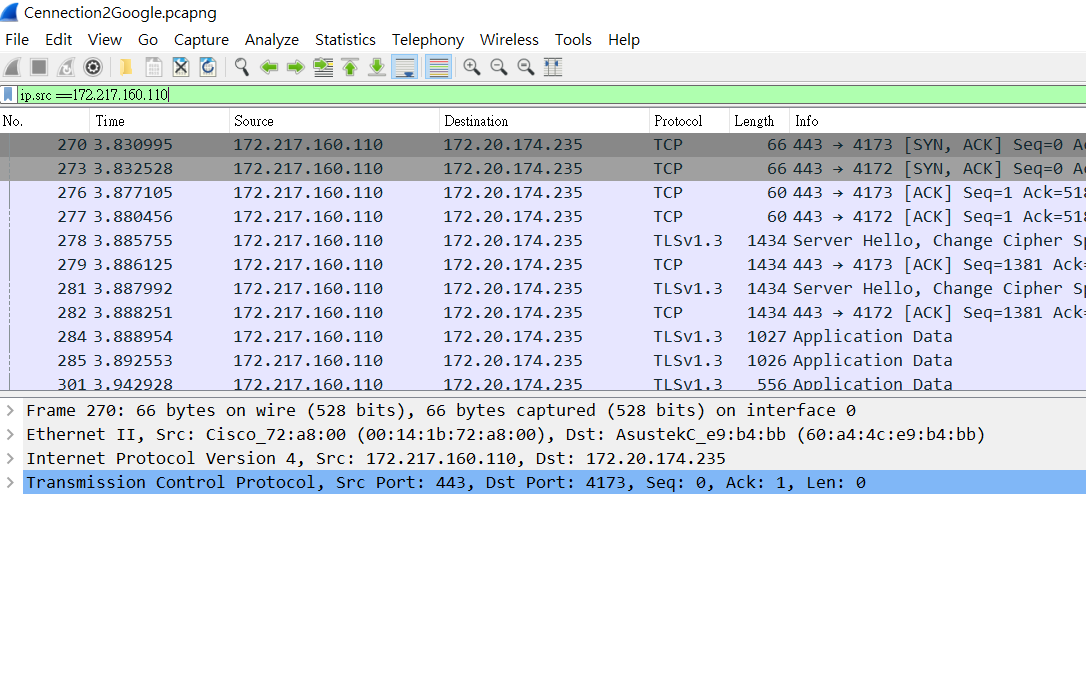 Cennection2Google.pcapng
File Edit View Go Capture Analyze Statistics Telephony Wireless Tools Help
ip.src ==172.217.160.110
No. Time Source Destination Protocol Length Info
270 3.830995 172.217.160.110 172.20.174.235 TCP 66 443 → 4173 [SYN, ACK] Seq=0 Ac
273 3.832528 172.217.160.110 172.20.174.235 TCP 66 443 → 4172 [SYN, ACK] Seq=0 Ac
276 3.877105 172.217.160.110 172.20.174.235 TCP 60 443 → 4173 [ACK] Seq=1 Ack=518
277 3.880456 172.217.160.110 172.20.174.235 TCP 60 443 → 4172 [ACK] Seq=1 Ack=518
278 3.885755 172.217.160.110 172.20.174.235 TLSv1.3 1434 Server Hello, Change Cipher Sp
279 3.886125 172.217.160.110 172.20.174.235 TCP 1434 443 → 4173 [ACK] Seq=1381 Ack=
281 3.887992 172.217.160.110 172.20.174.235 TLSv1.3 1434 Server Hello, Change Cipher Sp
282 3.888251 172.217.160.110 172.20.174.235 TCP 1434 443 → 4172 [ACK] Seq=1381 Ack=
284 3.888954 172.217.160.110 172.20.174.235 TLSv1.3 1027 Application Data
285 3.892553 172.217.160.110 172.20.174.235 TLSv1.3 1026 Application Data
301 3.942928 172.217.160.110 172.20.174.235 TLSv1.3 556 Application Data
Frame 270: 66 bytes on wire (528 bits), 66 bytes captured (528 bits) on interface 0
Ethernet II, Src: Cisco_72:a8:00 (00:14:1b:72:a8:00), Dst: AsustekC_e9:b4:bb (60:a4:4c:e9:b4:bb)
Internet Protocol Version 4, Src: 172.217.160.110, Dst: 172.20.174.235
Transmission Control Protocol, Src Port: 443, Dst Port: 4173, Seq: 0, Ack: 1, Len: 0